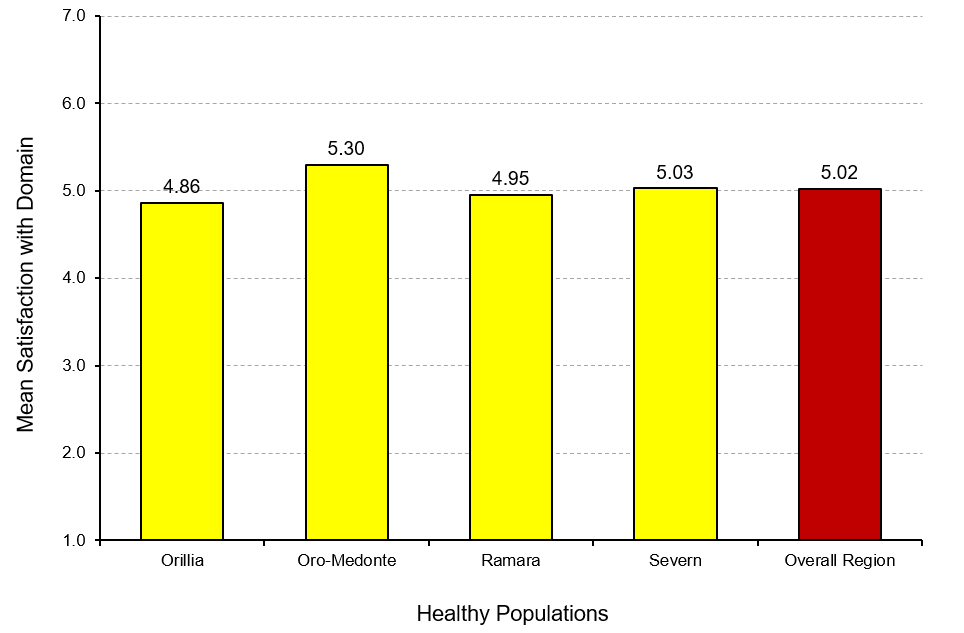 7.0
6.0
5.0
4.0
3.0
2.0
1.0
Mean Satisfaction with Domain
4.86
5.30
4.95
5.03
5.02
Orillia
Oro-Medonte
Ramara
Severn
Overall Region
Healthy Populations